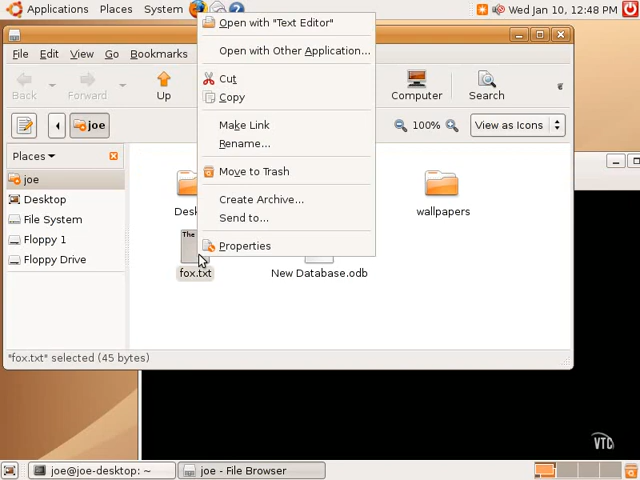 Applications Places System Wed Jan 10, 12:48 PM
File Edit View Go Bookmarks
Open with "Text Editor"
Open with Other Application...
Cut
Copy
Make Link
Rename...
Move to Trash
Create Archive...
Send to...
Properties
Back Forward Up Computer Search
joe 100% View as Icons
Places
joe
Desktop
File System
Floppy 1
Floppy Drive
wallpapers
The
fox.txt New Database.odb
"fox.txt" selected (45 bytes)
VTC
joe@joe-desktop: ~ joe - File Browser